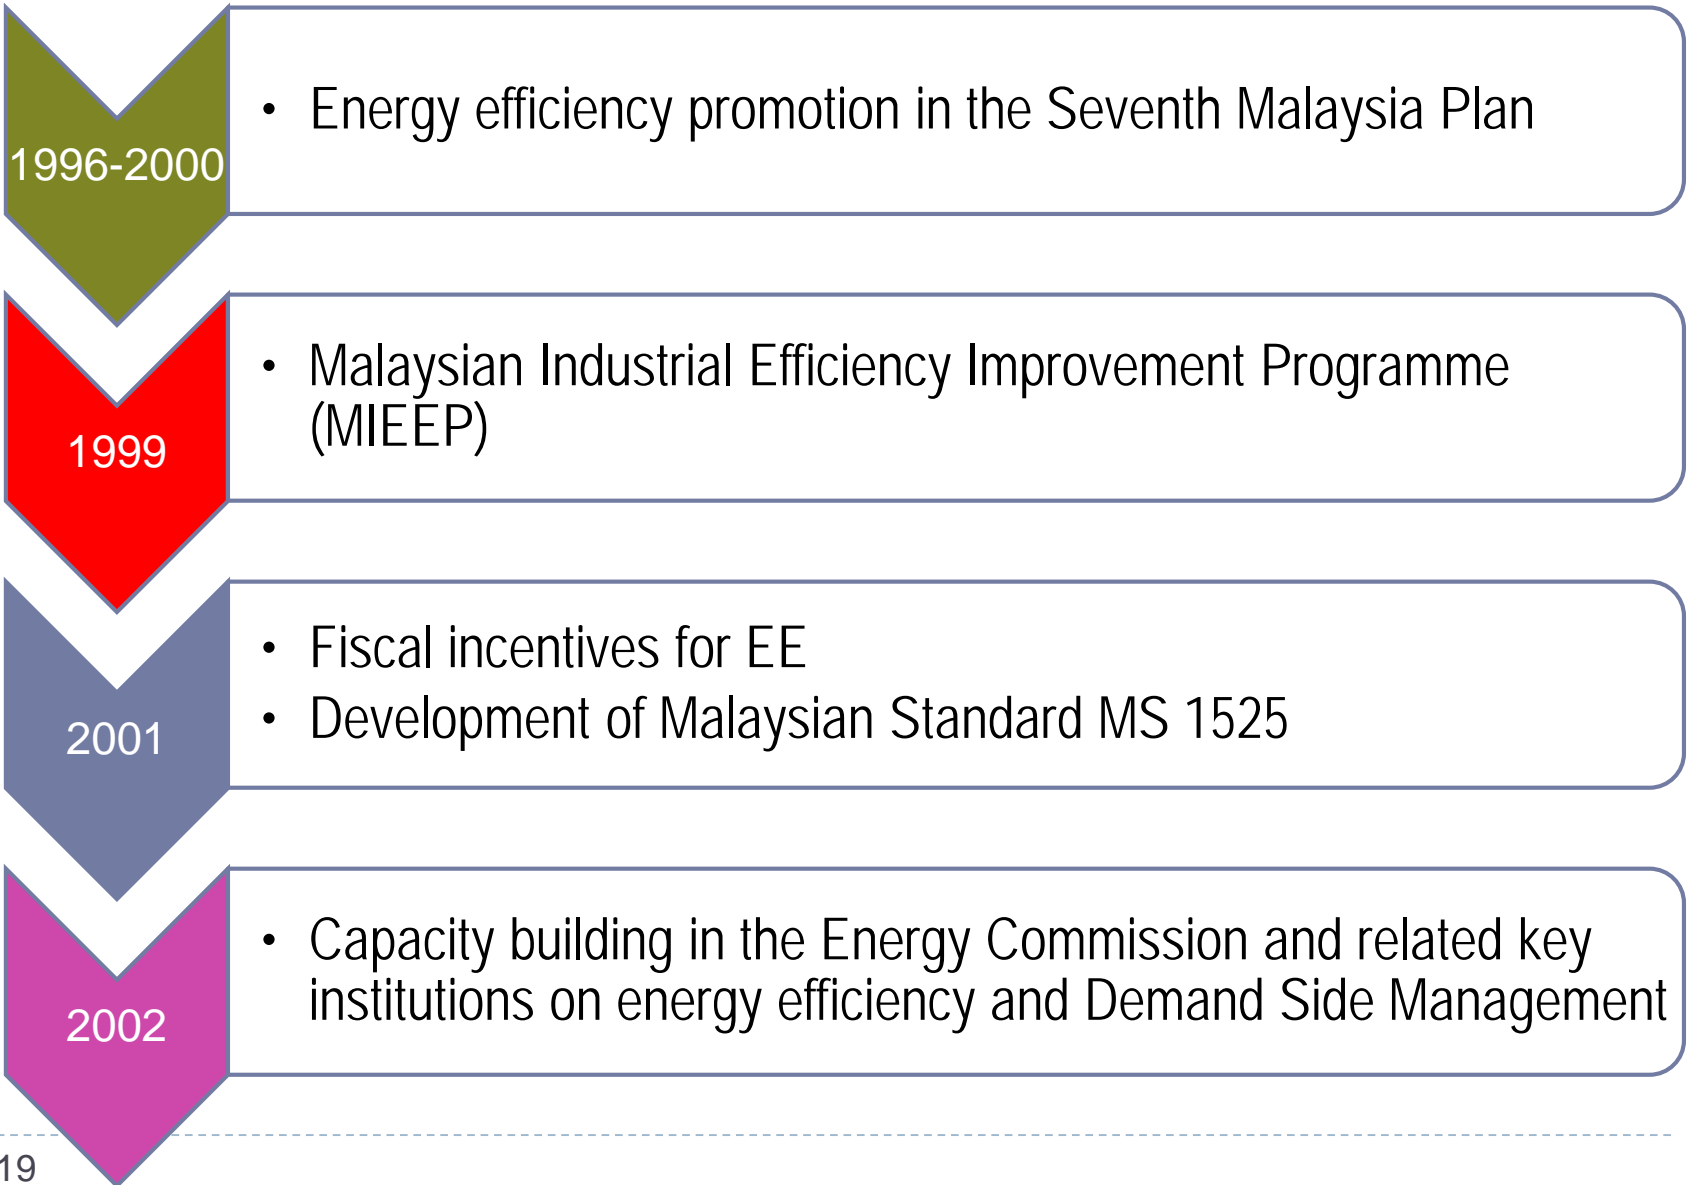 1996-2000
• Energy efficiency promotion in the Seventh Malaysia Plan
1999
• Malaysian Industrial Efficiency Improvement Programme
(MIEEP)
2001
• Fiscal incentives for EE
• Development of Malaysian Standard MS 1525
2002
• Capacity building in the Energy Commission and related key
institutions on energy efficiency and Demand Side Management
19